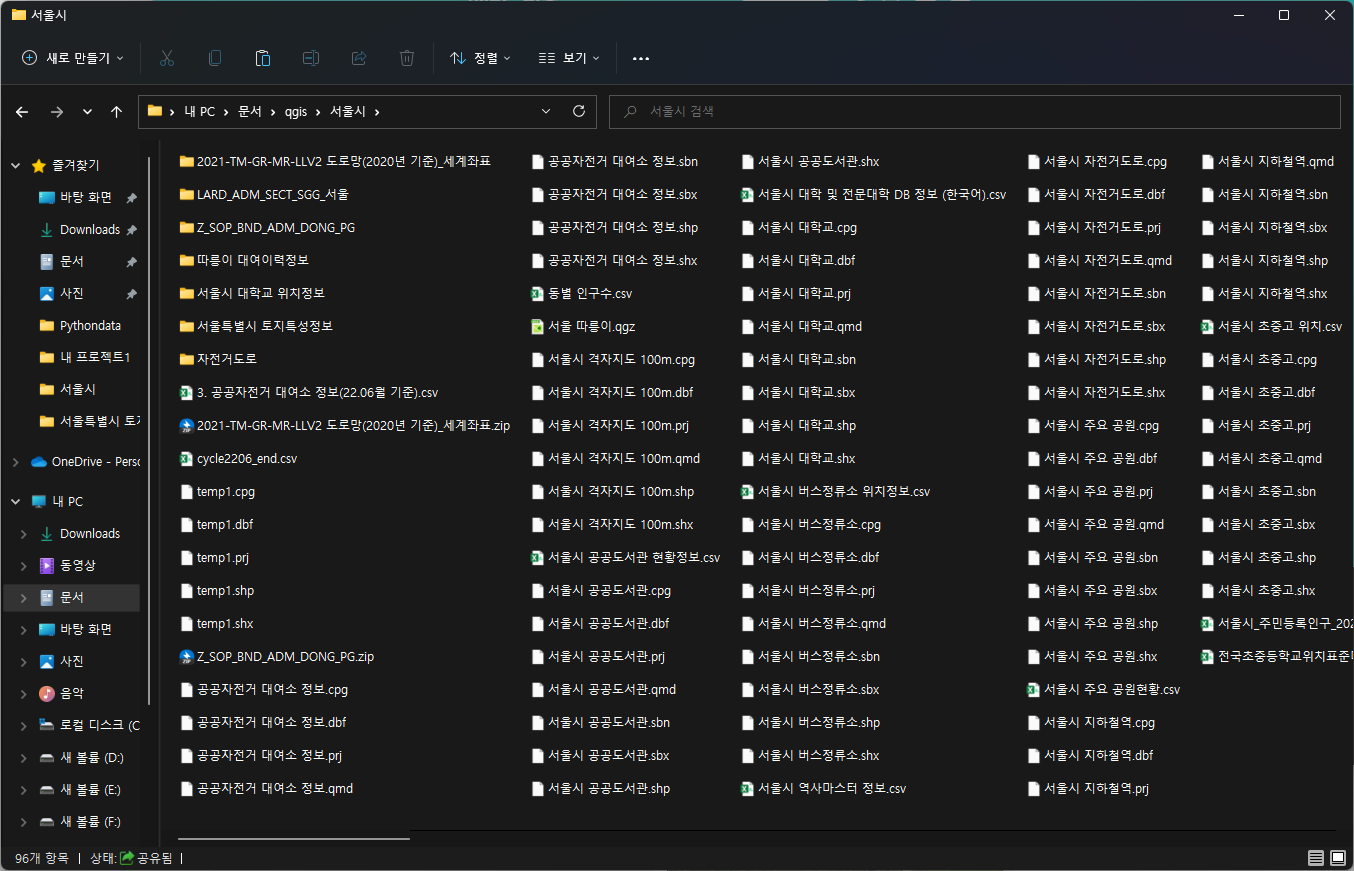 서울시
새로 만들기
정렬
보기
내 PC > 문서 > qgis > 서울시 >
서울시 검색
즐겨찾기
바탕 화면
Downloads
문서
사진
Pythondata
내 프로젝트1
서울시
서울특별시 토지
OneDrive - Perso
내 PC
Downloads
동영상
문서
바탕 화면
사진
음악
로컬 디스크 (C
새 볼륨 (D:)
새 볼륨 (E:)
새 볼륨 (F:)
2021-TM-GR-MR-LLV2 도로망(2020년 기준)_세계좌표
LARD_ADM_SECT_SGG_서울
Z_SOP_BND_ADM_DONG_PG
따릉이 대여이력정보
서울시 대학교 위치정보
서울특별시 토지특성정보
자전거도로
3. 공공자전거 대여소 정보(22.06월 기준).csv
2021-TM-GR-MR-LLV2 도로망(2020년 기준)_세계좌표.zip
cycle2206_end.csv
temp1.cpg
temp1.dbf
temp1.prj
temp1.shp
temp1.shx
Z_SOP_BND_ADM_DONG_PG.zip
공공자전거 대여소 정보.cpg
공공자전거 대여소 정보.dbf
공공자전거 대여소 정보.prj
공공자전거 대여소 정보.qmd
공공자전거 대여소 정보.sbn
공공자전거 대여소 정보.sbx
공공자전거 대여소 정보.shp
공공자전거 대여소 정보.shx
동별 인구수.csv
서울 따릉이.qgz
서울시 격자지도 100m.cpg
서울시 격자지도 100m.dbf
서울시 격자지도 100m.prj
서울시 격자지도 100m.qmd
서울시 격자지도 100m.shp
서울시 격자지도 100m.shx
서울시 공공도서관 현황정보.csv
서울시 공공도서관.cpg
서울시 공공도서관.dbf
서울시 공공도서관.prj
서울시 공공도서관.qmd
서울시 공공도서관.sbn
서울시 공공도서관.sbx
서울시 공공도서관.shp
서울시 공공도서관.shx
서울시 대학 및 전문대학 DB 정보 (한국어).csv
서울시 대학교.cpg
서울시 대학교.dbf
서울시 대학교.prj
서울시 대학교.qmd
서울시 대학교.sbn
서울시 대학교.sbx
서울시 대학교.shp
서울시 대학교.shx
서울시 버스정류소 위치정보.csv
서울시 버스정류소.cpg
서울시 버스정류소.dbf
서울시 버스정류소.prj
서울시 버스정류소.qmd
서울시 버스정류소.sbn
서울시 버스정류소.sbx
서울시 버스정류소.shp
서울시 버스정류소.shx
서울시 역사마스터 정보.csv
서울시 자전거도로.cpg
서울시 자전거도로.dbf
서울시 자전거도로.prj
서울시 자전거도로.qmd
서울시 자전거도로.sbn
서울시 자전거도로.sbx
서울시 자전거도로.shp
서울시 자전거도로.shx
서울시 주요 공원.cpg
서울시 주요 공원.dbf
서울시 주요 공원.prj
서울시 주요 공원.qmd
서울시 주요 공원.sbn
서울시 주요 공원.sbx
서울시 주요 공원.shp
서울시 주요 공원.shx
서울시 주요 공원현황.csv
서울시 지하철역.cpg
서울시 지하철역.dbf
서울시 지하철역.prj
서울시 지하철역.qmd
서울시 지하철역.sbn
서울시 지하철역.sbx
서울시 지하철역.shp
서울시 지하철역.shx
서울시 초중고 위치.csv
서울시 초중고.cpg
서울시 초중고.dbf
서울시 초중고.prj
서울시 초중고.qmd
서울시 초중고.sbn
서울시 초중고.sbx
서울시 초중고.shp
서울시 초중고.shx
서울시_주민등록인구_202
전국초중등학교위치표준
96개 항목 | 상태: 공유됨 |